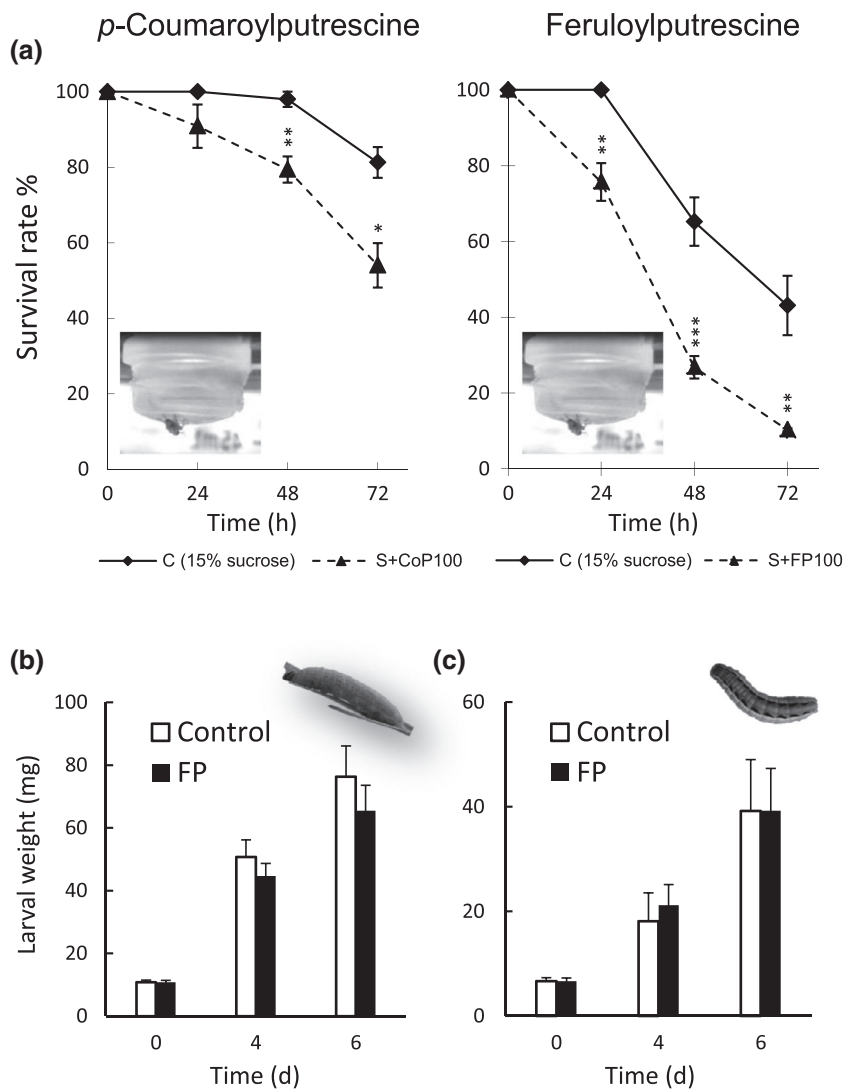 p-Coumaroylputrescine
Feruloylputrescine
(a)
Survival rate %
100
80
60
40
20
0
0 24 48 72
Time (h)
**
*
C (15% sucrose) S+CoP100
100
80
60
40
20
0
0 24 48 72
Time (h)
**
***
**
C (15% sucrose) S+FP100
(b)
Larval weight (mg)
100
80
60
40
20
0
Control
FP
0 4 6
Time (d)
(c)
60
40
20
0
Control
FP
0 4 6
Time (d)